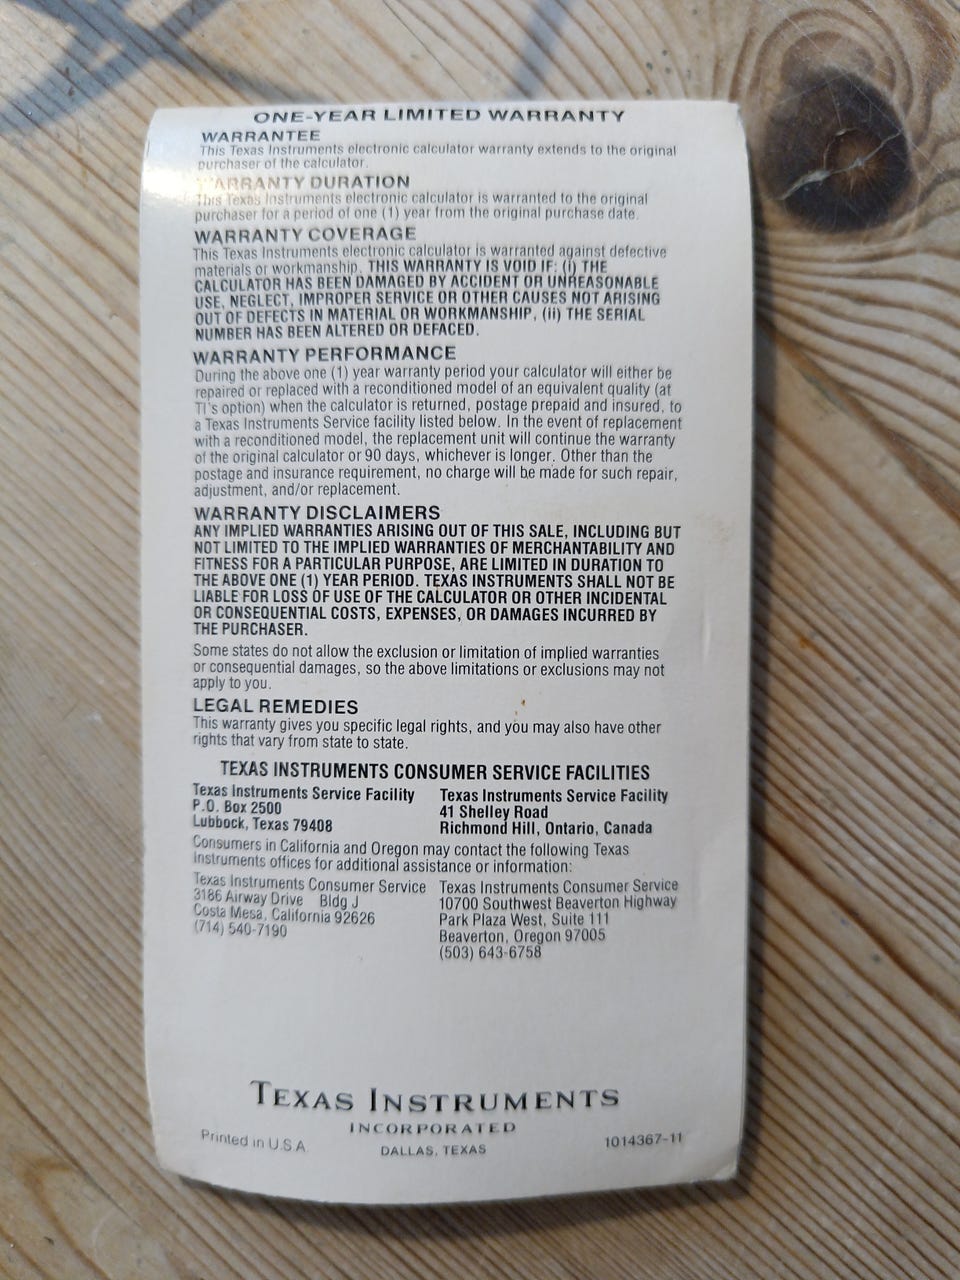 ONE-YEAR LIMITED WARRANTY
WARRANTEE
This Texas Instruments electronic calculator warranty extends to the original
purchaser of the calculator.
WARRANTY DURATION
This Texas Instruments electronic calculator is warranted to the original
purchaser for a period of one (1) year from the original purchase date.
WARRANTY COVERAGE
This Texas Instruments electronic calculator is warranted against defective
materials or workmanship. THIS WARRANTY IS VOID IF: (i) THE
CALCULATOR HAS BEEN DAMAGED BY ACCIDENT OR UNREASONABLE
USE, NEGLECT, IMPROPER SERVICE OR OTHER CAUSES NOT ARISING
OUT OF DEFECTS IN MATERIAL OR WORKMANSHIP, (ii) THE SERIAL
NUMBER HAS BEEN ALTERED OR DEFACED.
WARRANTY PERFORMANCE
During the above one (1) year warranty period your calculator will either be
repaired or replaced with a reconditioned model of an equivalent quality (at
TI's option) when the calculator is returned, postage prepaid and insured, to
a Texas Instruments Service facility listed below. In the event of replacement
with a reconditioned model, the replacement unit will continue the warranty
of the original calculator or 90 days, whichever is longer. Other than the
postage and insurance requirement, no charge will be made for such repair,
adjustment, and/or replacement.
WARRANTY DISCLAIMERS
ANY IMPLIED WARRANTIES ARISING OUT OF THIS SALE, INCLUDING BUT
NOT LIMITED TO THE IMPLIED WARRANTIES OF MERCHANTABILITY AND
FITNESS FOR A PARTICULAR PURPOSE, ARE LIMITED IN DURATION TO
THE ABOVE ONE (1) YEAR PERIOD. TEXAS INSTRUMENTS SHALL NOT BE
LIABLE FOR LOSS OF USE OF THE CALCULATOR OR OTHER INCIDENTAL
OR CONSEQUENTIAL COSTS, EXPENSES, OR DAMAGES INCURRED BY
THE PURCHASER.
Some states do not allow the exclusion or limitation of implied warranties
or consequential damages, so the above limitations or exclusions may not
apply to you.
LEGAL REMEDIES
This warranty gives you specific legal rights, and you may also have other
rights that vary from state to state.
TEXAS INSTRUMENTS CONSUMER SERVICE FACILITIES
Texas Instruments Service Facility
P.O. Box 2500
Lubbock, Texas 79408
Texas Instruments Service Facility
41 Shelley Road
Richmond Hill, Ontario, Canada
Consumers in California and Oregon may contact the following Texas
Instruments offices for additional assistance or information:
Texas Instruments Consumer Service
3186 Airway Drive Bldg J
Costa Mesa, California 92626
(714) 540-7190
Texas Instruments Consumer Service
10700 Southwest Beaverton Highway
Park Plaza West, Suite 111
Beaverton, Oregon 97005
(503) 643-6758
TEXAS INSTRUMENTS
INCORPORATED
DALLAS, TEXAS
Printed in U.S.A.
1014367-11